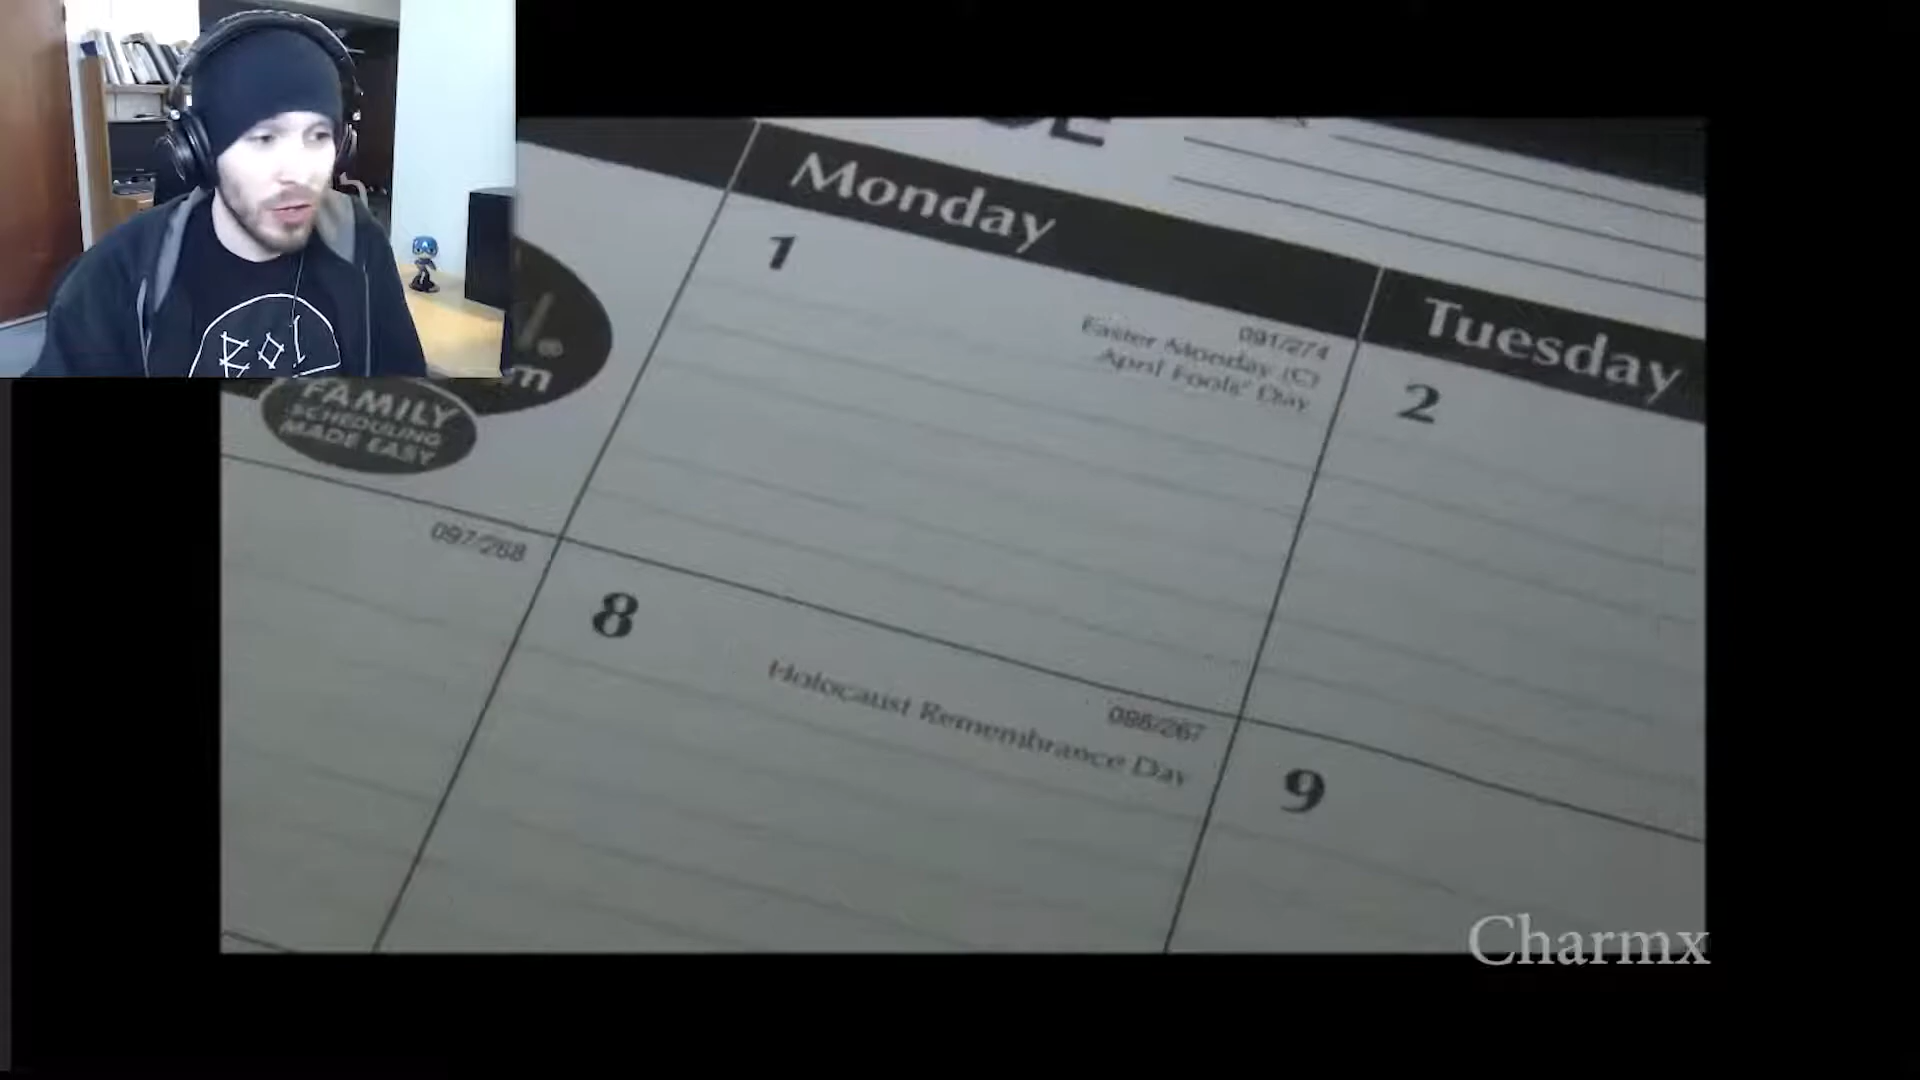 BO!
Monday
Tuesday
1
091/274
Easter Monday (C)
April Fools' Day
2
m
FAMILY
SCHEDULING
MADE EASY
097/268
8
098/267
Holocaust Remembrance Day
9
Charmx